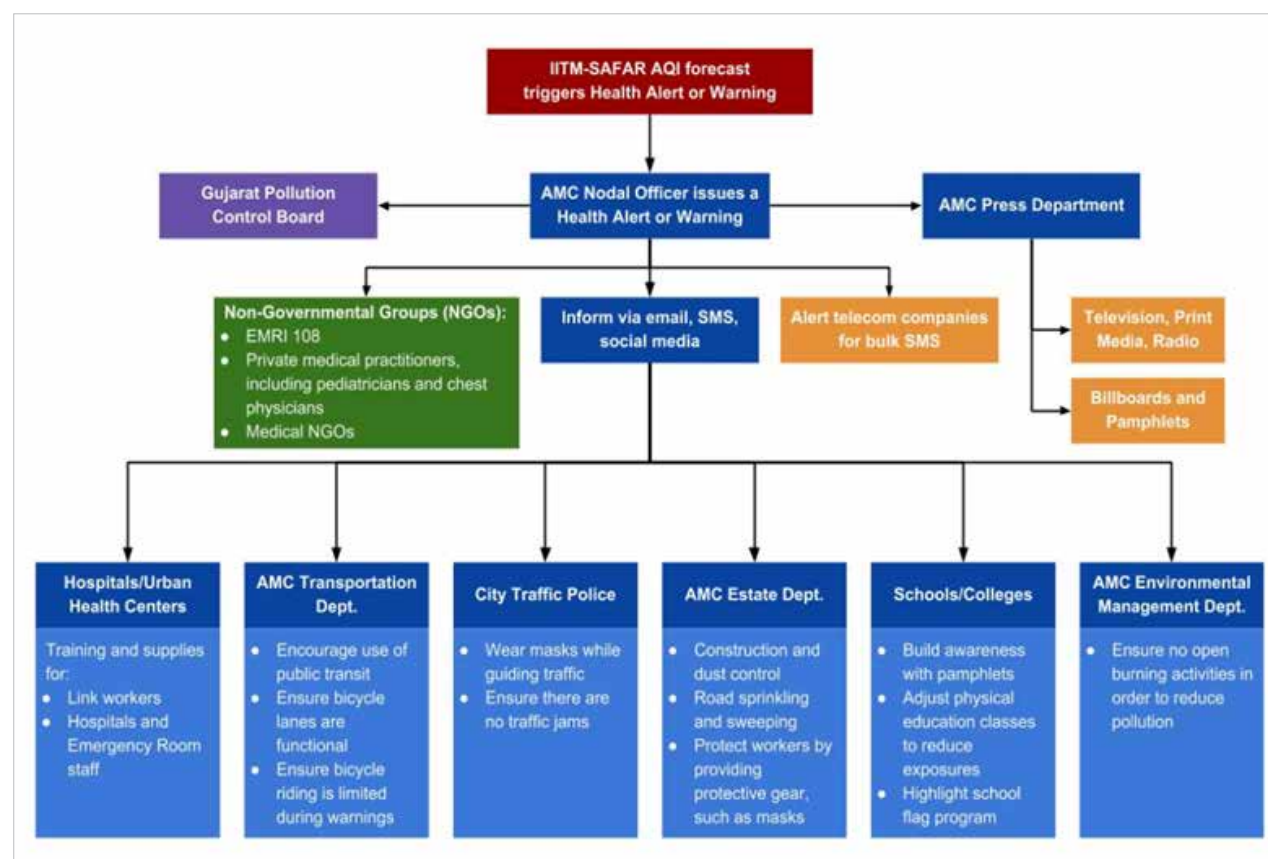 IITM-SAFAR AQI forecast
triggers Health Alert or Warning
Gujarat Pollution
Control Board
AMC Nodal Officer issues a
Health Alert or Warning
AMC Press Department
Non-Governmental Groups (NGOs):
● EMRI 108
● Private medical practitioners,
including pediatricians and chest
physicians
● Medical NGOs
Inform via email, SMS,
social media
Alert telecom companies
for bulk SMS
Television, Print
Media, Radio
Billboards and
Pamphlets
Hospitals/Urban
Health Centers
Training and supplies
for:
● Link workers
● Hospitals and
Emergency Room
staff
AMC Transportation
Dept.
● Encourage use of
public transit
● Ensure bicycle
lanes are
functional
● Ensure bicycle
riding is limited
during warnings
City Traffic Police
● Wear masks while
guiding traffic
● Ensure there are
no traffic jams
AMC Estate Dept.
● Construction and
dust control
● Road sprinkling
and sweeping
● Protect workers by
providing
protective gear,
such as masks
Schools/Colleges
● Build awareness
with pamphlets
● Adjust physical
education classes
to reduce
exposures
● Highlight school
flag program
AMC Environmental
Management Dept.
● Ensure no open
burning activities in
order to reduce
pollution